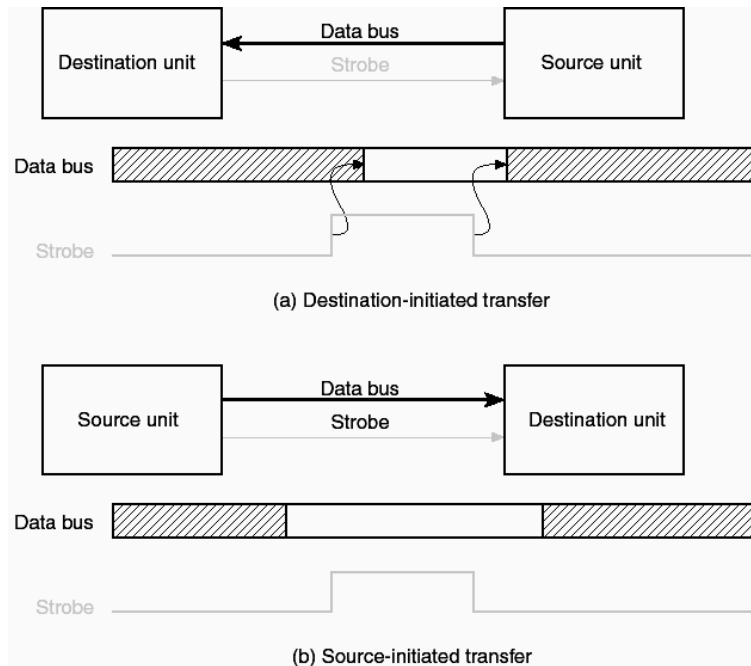 Destination unit
Data bus
Strobe
Source unit
Data bus
Strobe
(a) Destination-initiated transfer
Source unit
Data bus
Strobe
Destination unit
Data bus
Strobe
(b) Source-initiated transfer